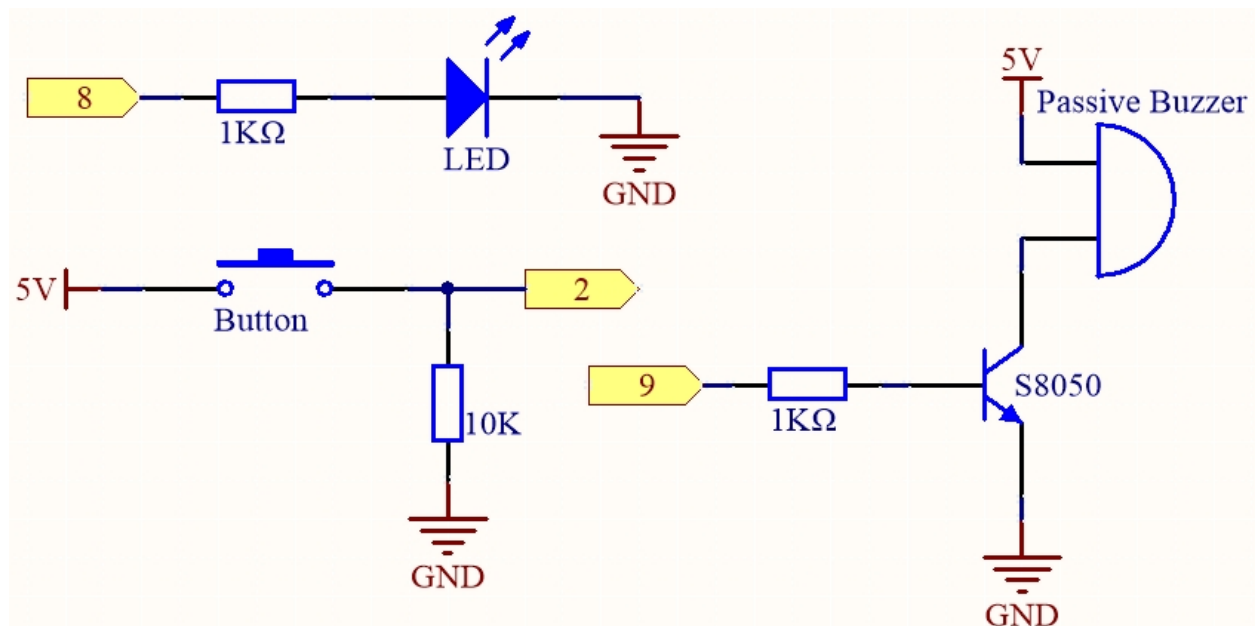 8
1KΩ
LED
GND
5V
Button
2
10K
GND
5V
Passive Buzzer
9
1KΩ
S8050
GND